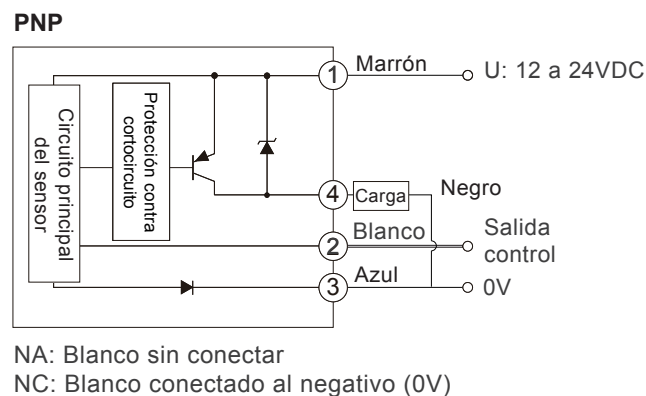 PNP
Circuito principal
del sensor
Protección contra
cortocircuito
1
Marrón
U: 12 a 24VDC
4
Carga
Negro
2
Blanco
Salida
control
3
Azul
0V
NA: Blanco sin conectar
NC: Blanco conectado al negativo (0V)